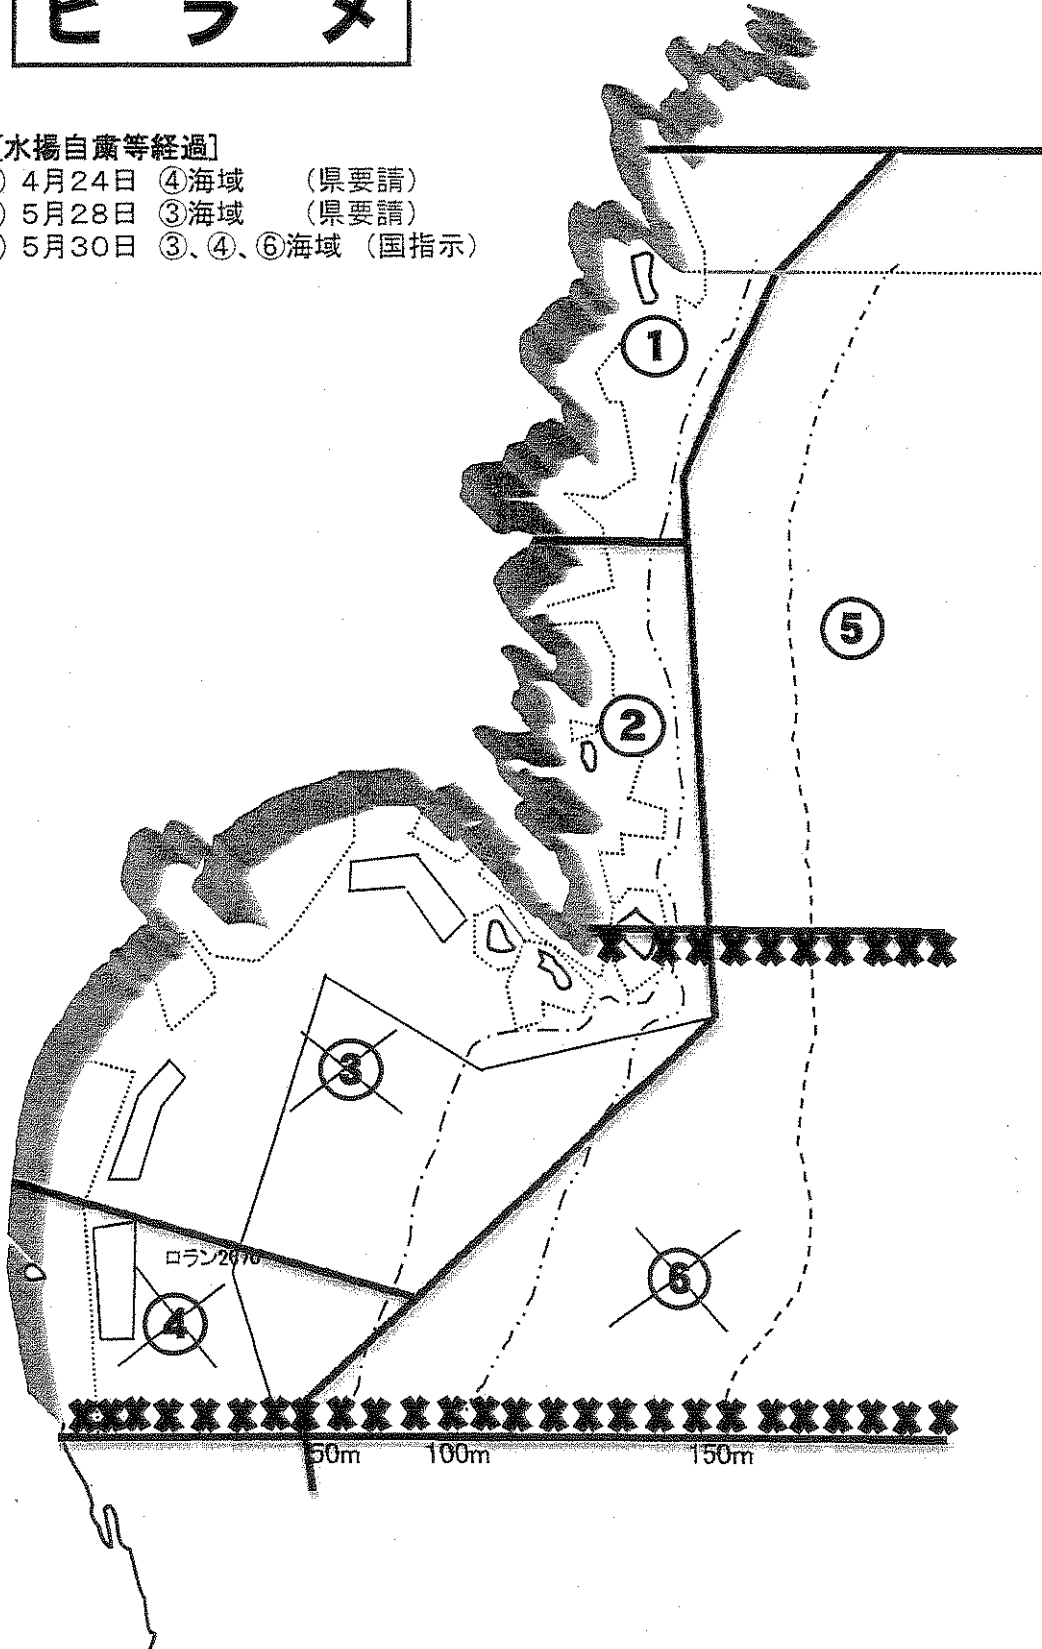 ヒラメ
[水揚自粛等経過]
) 4月24日 ④海域 (県要請)
) 5月28日 ③海域 (県要請)
) 5月30日 ③、④、⑥海域 (国指示)
①
⑤
②
③
ロラン2670
⑥
④
50m 100m 150m